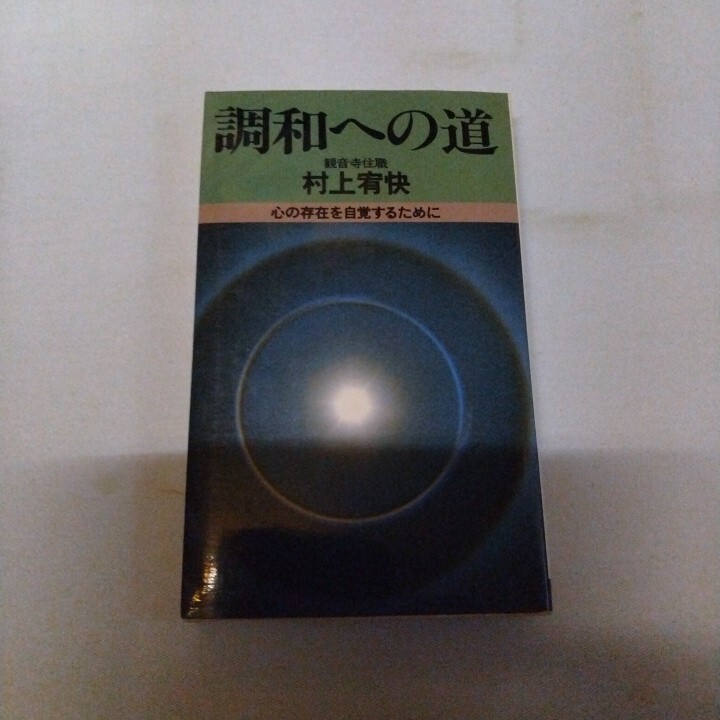 調和への道
観音寺住職
村上宥快
心の存在を自覚するために